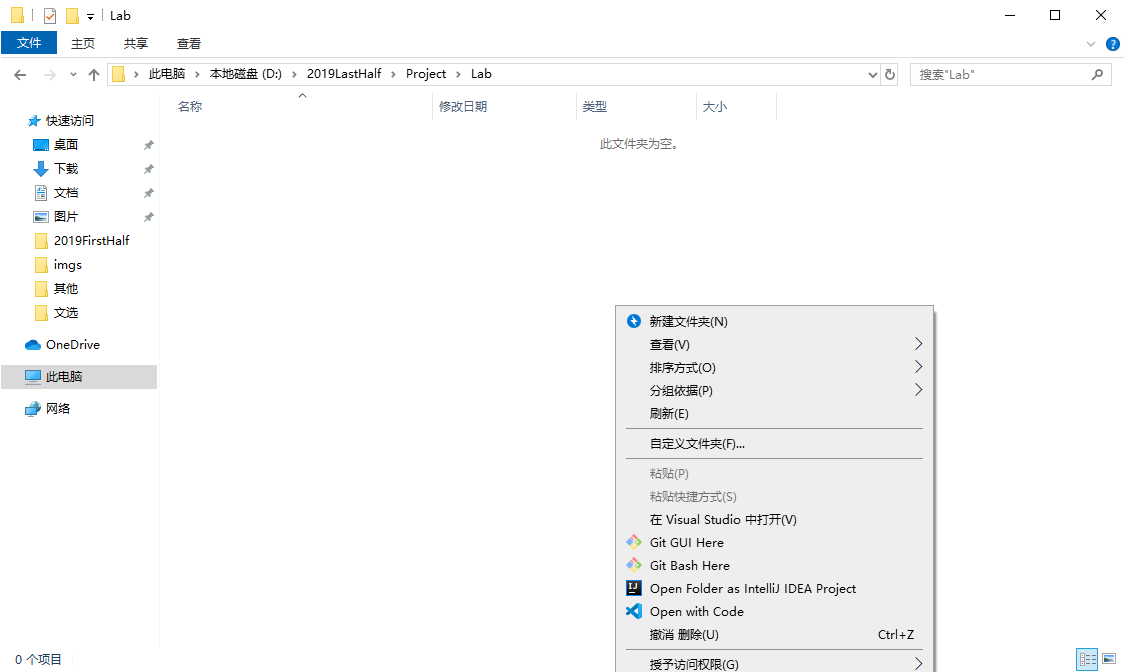 Lab
文件 主页 共享 查看
此电脑 本地磁盘 (D:) 2019LastHalf Project Lab 搜索"Lab"
名称 修改日期 类型 大小
此文件夹为空。
快速访问
桌面
下载
文档
图片
2019FirstHalf
imgs
其他
文选
OneDrive
此电脑
网络
新建文件夹(N)
查看(V)
排序方式(O)
分组依据(P)
刷新(E)
自定义文件夹(F)...
粘贴(P)
粘贴快捷方式(S)
在 Visual Studio 中打开(V)
Git GUI Here
Git Bash Here
Open Folder as IntelliJ IDEA Project
Open with Code
撤消 删除(U) Ctrl+Z
授予访问权限(G)
0 个项目